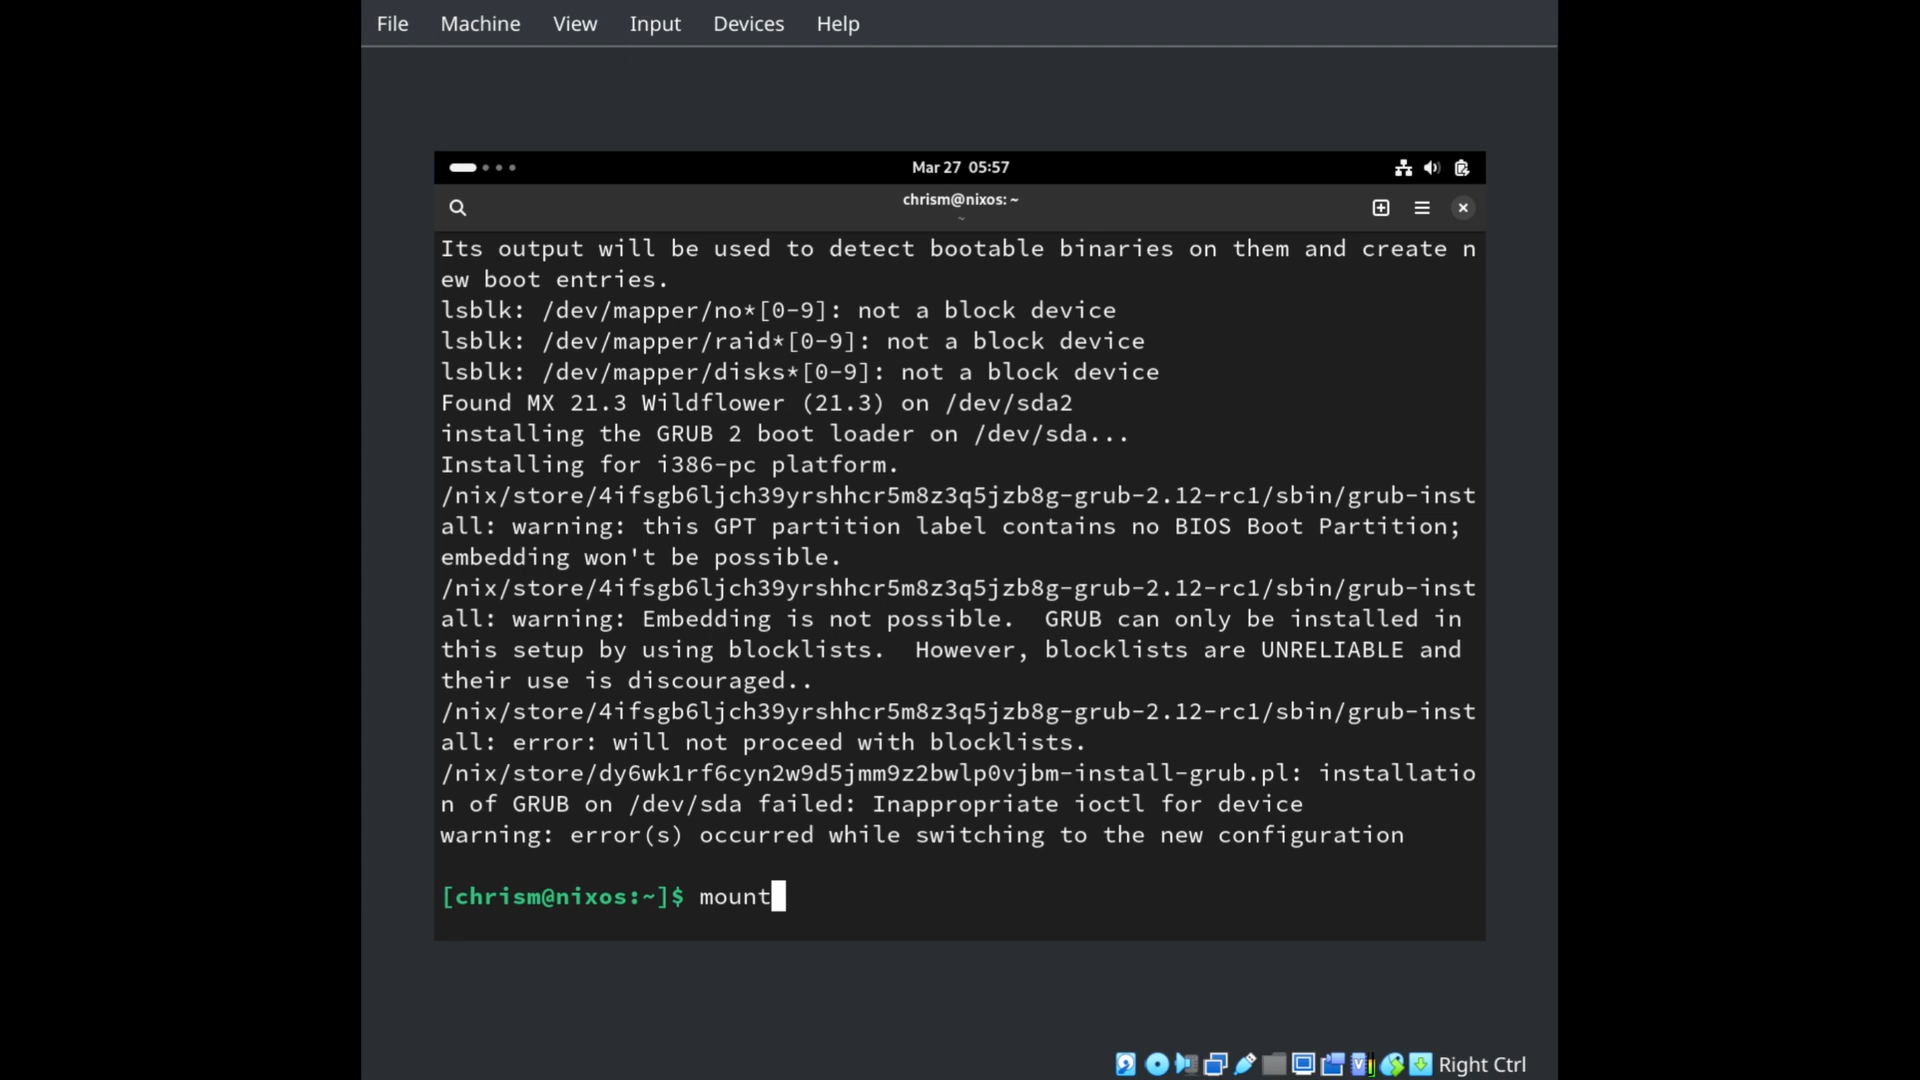 File Machine View Input Devices Help
Mar 27 05:57
chrism@nixos: ~
~
Its output will be used to detect bootable binaries on them and create n
ew boot entries.
lsblk: /dev/mapper/no*[0-9]: not a block device
lsblk: /dev/mapper/raid*[0-9]: not a block device
lsblk: /dev/mapper/disks*[0-9]: not a block device
Found MX 21.3 Wildflower (21.3) on /dev/sda2
installing the GRUB 2 boot loader on /dev/sda...
Installing for i386-pc platform.
/nix/store/4ifsgb6ljch39yrshhcr5m8z3q5jzb8g-grub-2.12-rc1/sbin/grub-inst
all: warning: this GPT partition label contains no BIOS Boot Partition;
embedding won't be possible.
/nix/store/4ifsgb6ljch39yrshhcr5m8z3q5jzb8g-grub-2.12-rc1/sbin/grub-inst
all: warning: Embedding is not possible.  GRUB can only be installed in
this setup by using blocklists.  However, blocklists are UNRELIABLE and
their use is discouraged..
/nix/store/4ifsgb6ljch39yrshhcr5m8z3q5jzb8g-grub-2.12-rc1/sbin/grub-inst
all: error: will not proceed with blocklists.
/nix/store/dy6wk1rf6cyn2w9d5jmm9z2bwlp0vjbm-install-grub.pl: installatio
n of GRUB on /dev/sda failed: Inappropriate ioctl for device
warning: error(s) occurred while switching to the new configuration
[chrism@nixos:~]$ mount
Right Ctrl